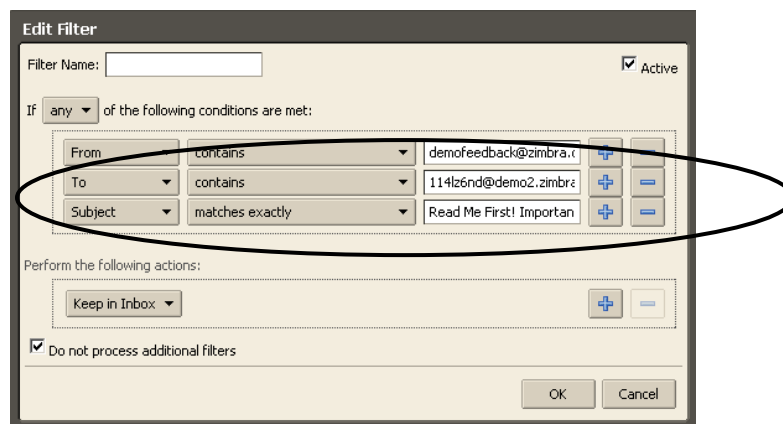 Edit Filter
Filter Name: Active
If any of the following conditions are met:
From contains demofeedback@zimbra.c
To contains 114lz6nd@demo2.zimbra
Subject matches exactly Read Me First! Importan
Perform the following actions:
Keep in Inbox
Do not process additional filters
OK Cancel